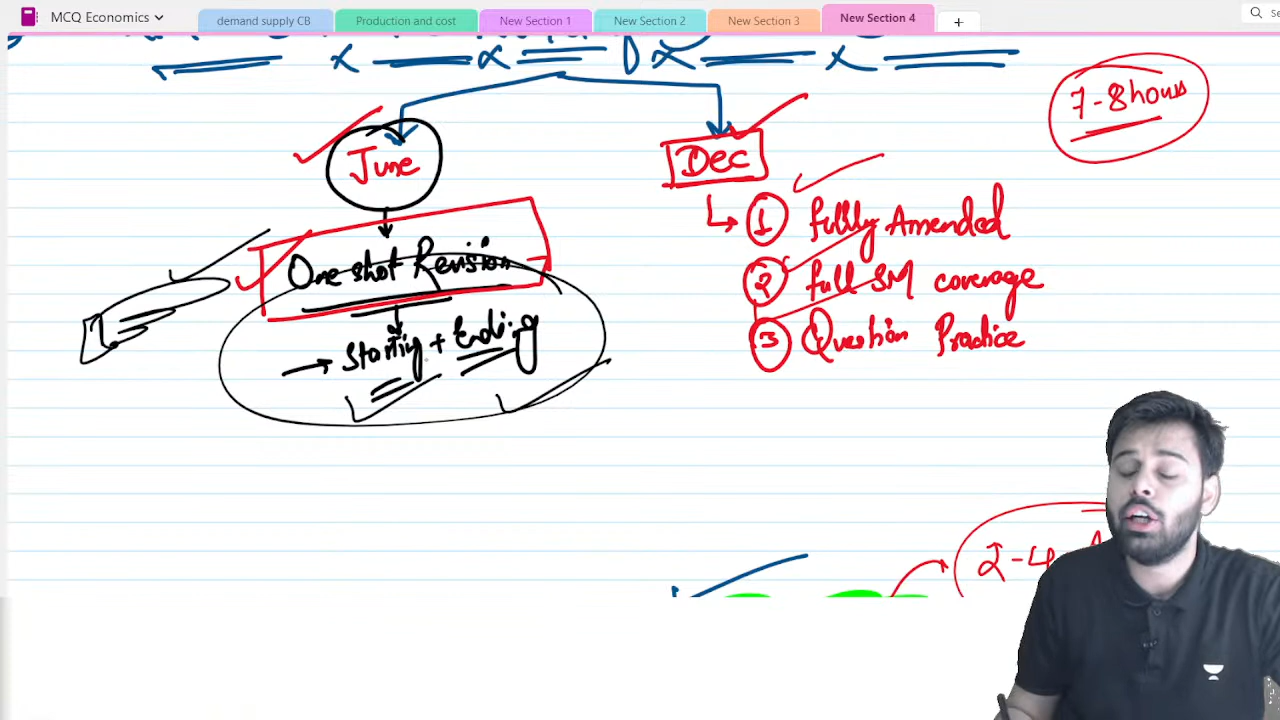 MCQ Economics
demand supply CB
Production and cost
New Section 1
New Section 2
New Section 3
New Section 4
+
7-8 hours
June
Dec
1 fully Amended
One shot Revision
2 full SM coverage
→ Starting + Ending
3 Question Practice
2-4